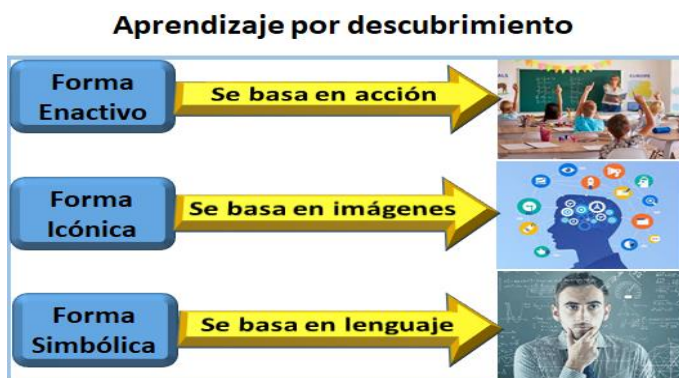 Aprendizaje por descubrimiento
Forma
Enactivo
Se basa en acción
Forma
Icónica
Se basa en imágenes
Forma
Simbólica
Se basa en lenguaje